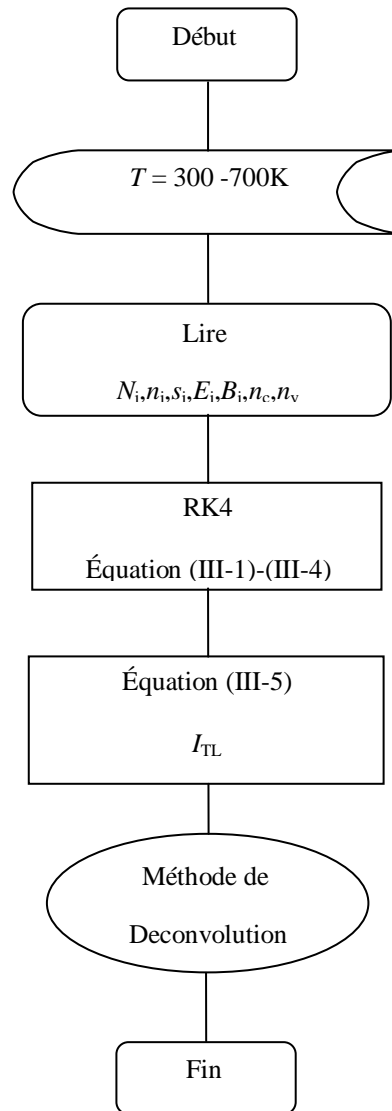 Début
T = 300 -700K
Lire
Ni,ni,si,Ei,Bi,nc,nv
RK4
Équation (III-1)-(III-4)
Équation (III-5)
ITL
Méthode de
Deconvolution
Fin